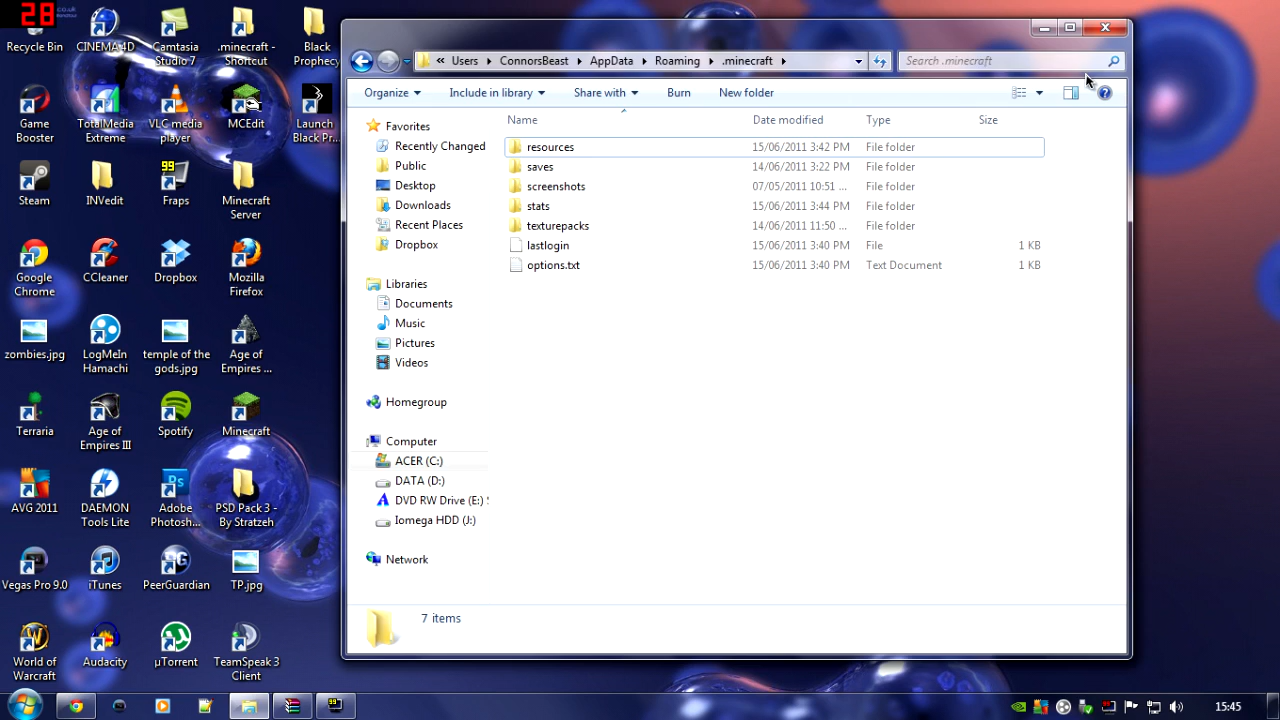 28
.co.uk
Recycle Bin
CINEMA 4D
Camtasia Studio 7
.minecraft - Shortcut
Black Prophecy
Game Booster
TotalMedia Extreme
VLC media player
MCEdit
Launch Black Pr...
Steam
INVedit
99
Fraps
Minecraft Server
Google Chrome
CCleaner
Dropbox
Mozilla Firefox
zombies.jpg
LogMeIn Hamachi
temple of the gods.jpg
Age of Empires ...
Terraria
Age of Empires III
Spotify
Minecraft
AVG 2011
DAEMON Tools Lite
Adobe Photosh...
PSD Pack 3 - By Stratzeh
Vegas Pro 9.0
iTunes
PeerGuardian
TP.jpg
World of Warcraft
Audacity
µTorrent
TeamSpeak 3 Client
« Users ConnorsBeast AppData Roaming .minecraft
Search .minecraft
Organize Include in library Share with Burn New folder
Name Date modified Type Size
Favorites
Recently Changed
Public
Desktop
Downloads
Recent Places
Dropbox
Libraries
Documents
Music
Pictures
Videos
Homegroup
Computer
ACER (C:)
DATA (D:)
DVD RW Drive (E:)
Iomega HDD (J:)
Network
resources 15/06/2011 3:42 PM File folder
saves 14/06/2011 3:22 PM File folder
screenshots 07/05/2011 10:51 ... File folder
stats 15/06/2011 3:44 PM File folder
texturepacks 14/06/2011 11:50 ... File folder
lastlogin 15/06/2011 3:40 PM File 1 KB
options.txt 15/06/2011 3:40 PM Text Document 1 KB
7 items
15:45